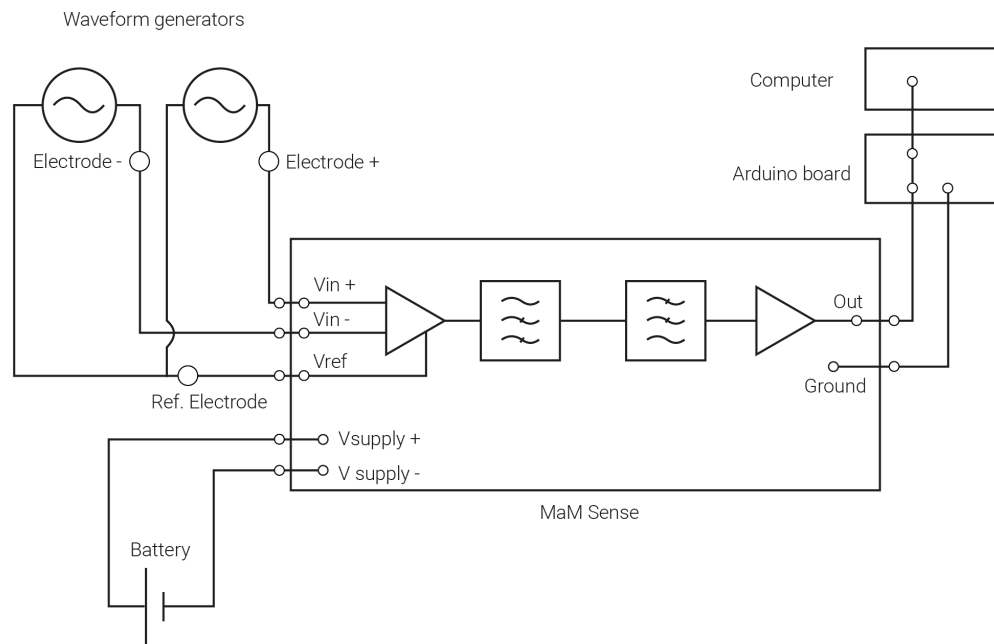 Waveform generators
Computer
Electrode -
Electrode +
Arduino board
Vin +
Vin -
Out
Vref
Ground
Ref. Electrode
Vsupply +
V supply -
MaM Sense
Battery